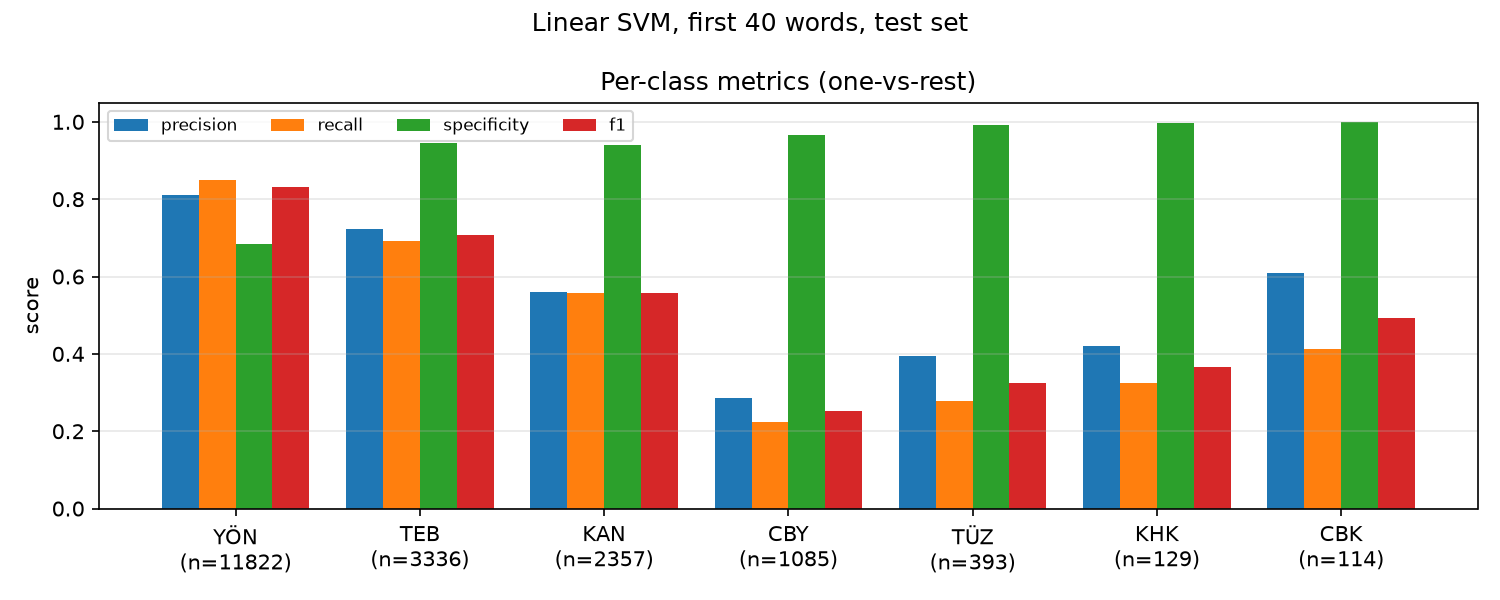 Linear SVM, first 40 words, test set
Per-class metrics (one-vs-rest)
precision recall specificity f1
score
1.0
0.8
0.6
0.4
0.2
0.0
YÖN TEB KAN CBY TÜZ KHK CBK
(n=11822) (n=3336) (n=2357) (n=1085) (n=393) (n=129) (n=114)